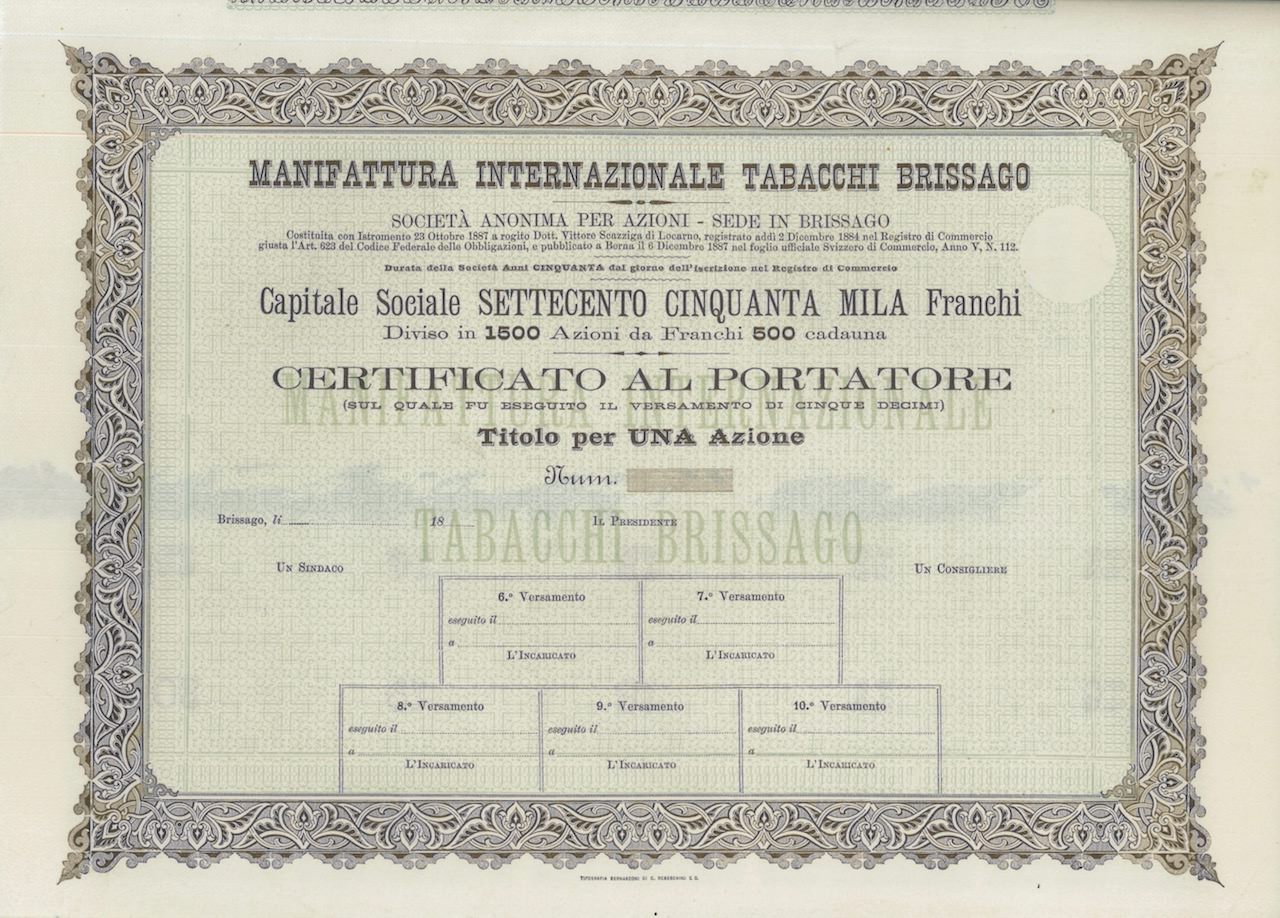 MANIFATTURA INTERNAZIONALE TABACCHI BRISSAGO
SOCIETÀ ANONIMA PER AZIONI - SEDE IN BRISSAGO
Costituita con Istromento 23 Ottobre 1887 a rogito Dott. Vittore Scazziga di Locarno, registrato addì 2 Dicembre 1884 nel Registro di Commercio
giusta l'Art. 623 del Codice Federale delle Obbligazioni, e pubblicato a Berna il 6 Dicembre 1887 nel foglio ufficiale Svizzero di Commercio, Anno V, N. 112.
Durata della Società Anni CINQUANTA dal giorno dell'iscrizione nel Registro di Commercio
Capitale Sociale SETTECENTO CINQUANTA MILA Franchi
Diviso in 1500 Azioni da Franchi 500 cadauna
CERTIFICATO AL PORTATORE
MANIFATTURA INTERNAZIONALE
(SUL QUALE FU ESEGUITO IL VERSAMENTO DI CINQUE DECIMI)
Titolo per UNA Azione
Num.
Brissago, li 18 IL PRESIDENTE
TABACCHI BRISSAGO
UN SINDACO UN CONSIGLIERE
6.° Versamento 7.° Versamento
eseguito il eseguito il
a a
L'INCARICATO L'INCARICATO
8.° Versamento 9.° Versamento 10.° Versamento
eseguito il eseguito il eseguito il
a a a
L'INCARICATO L'INCARICATO L'INCARICATO